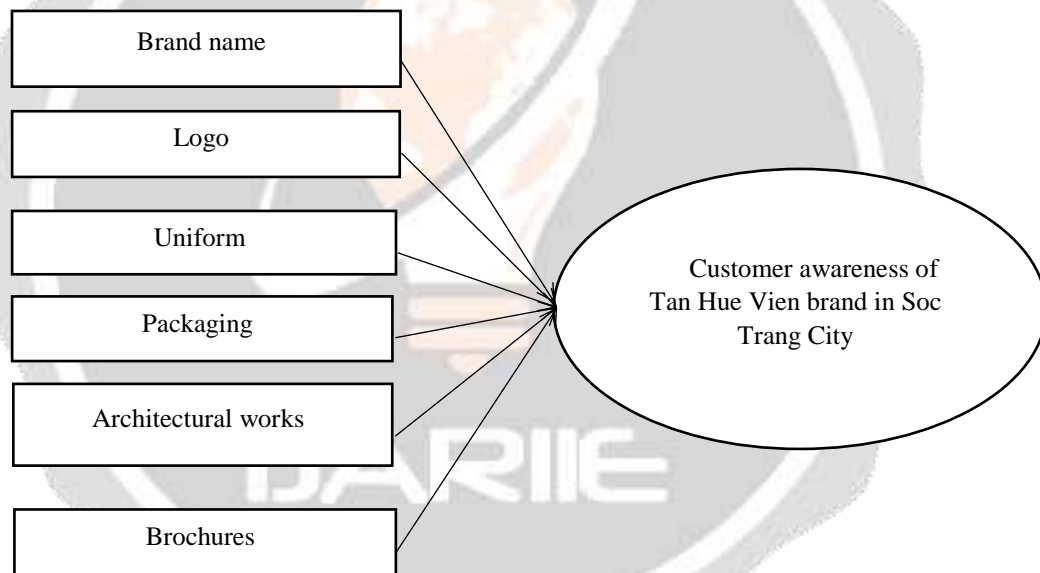 Brand name
Logo
Uniform
Packaging
Architectural works
Brochures
Customer awareness of
Tan Hue Vien brand in Soc
Trang City
IJARIIE